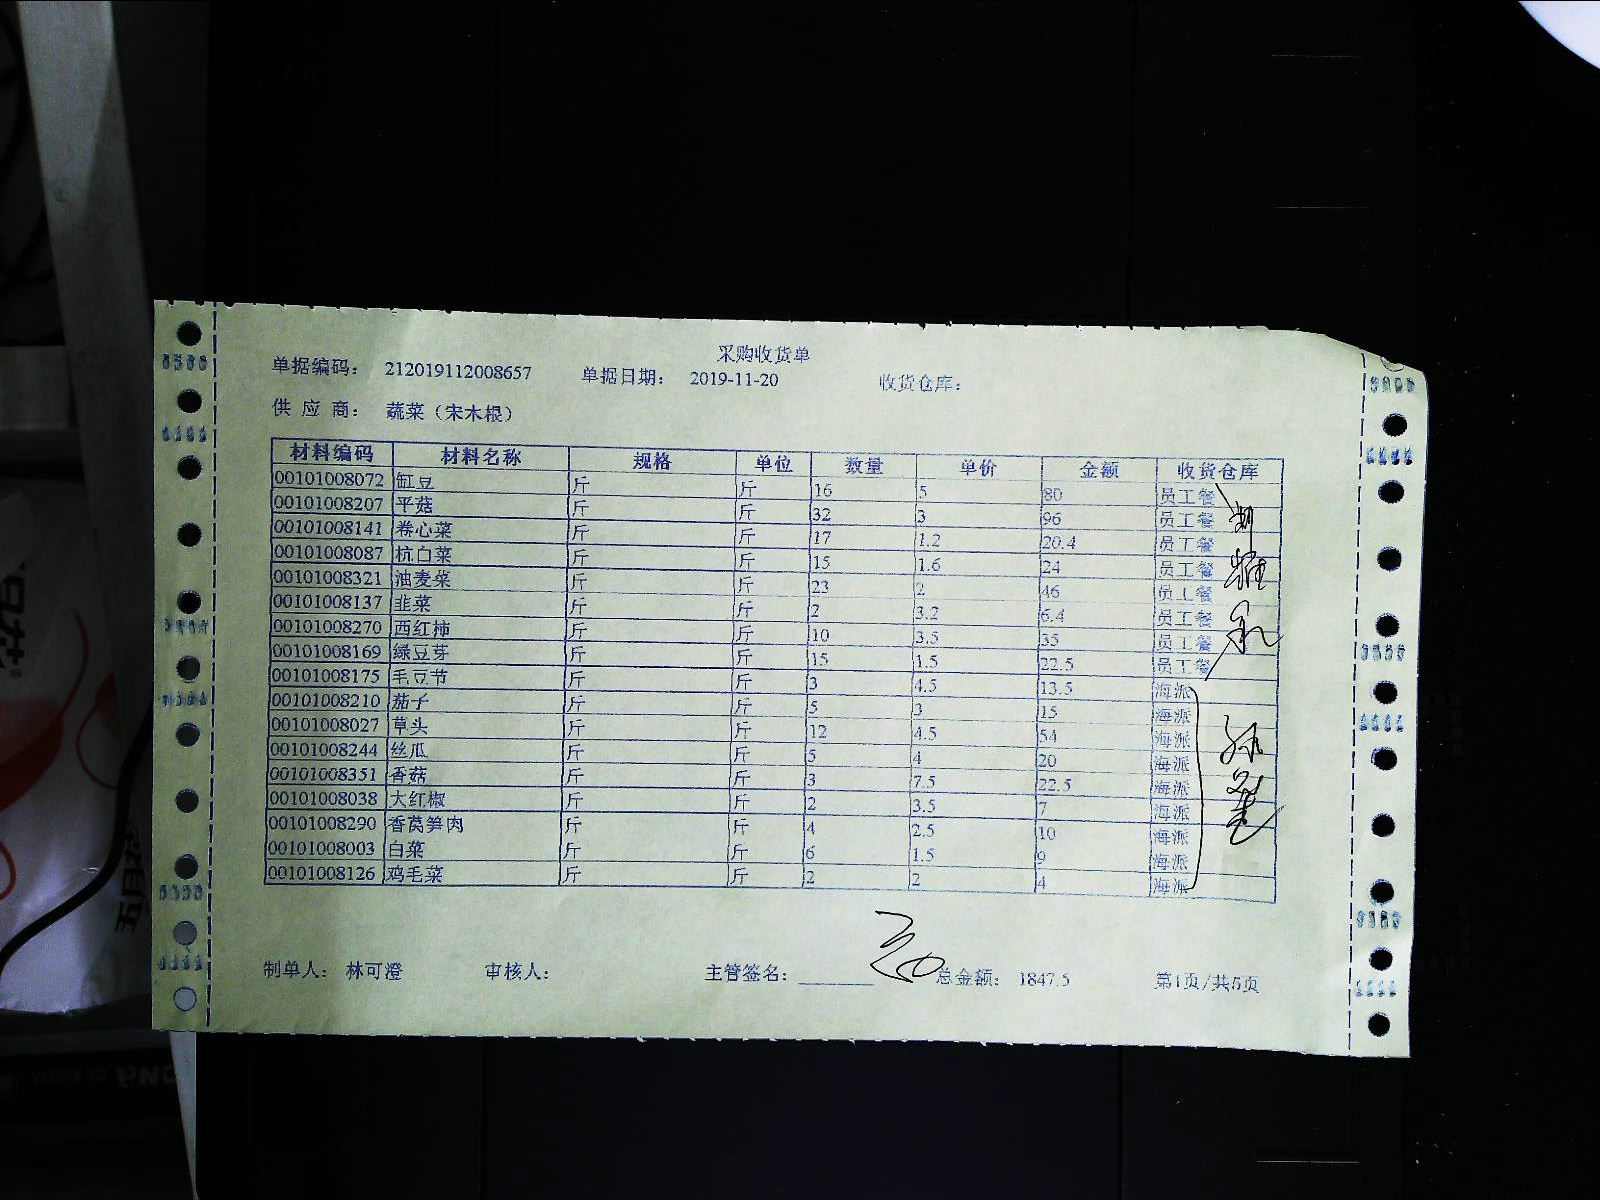 采购收货单
单据编码： 212019112008657 单据日期： 2019-11-20 收货仓库：
供 应 商： 蔬菜（宋木根）
材料编码 材料名称 规格 单位 数量 单价 金额 收货仓库
00101008072 缸豆 斤 斤 16 5 80 员工餐
00101008207 平菇 斤 斤 32 3 96 员工餐
00101008141 卷心菜 斤 斤 17 1.2 20.4 员工餐
00101008087 杭白菜 斤 斤 15 1.6 24 员工餐
00101008321 油麦菜 斤 斤 23 2 46 员工餐
00101008137 韭菜 斤 斤 2 3.2 6.4 员工餐
00101008270 西红柿 斤 斤 10 3.5 35 员工餐
00101008169 绿豆芽 斤 斤 15 1.5 22.5 员工餐
00101008175 毛豆节 斤 斤 3 4.5 13.5 海派
00101008210 茄子 斤 斤 5 3 15 海派
00101008027 草头 斤 斤 12 4.5 54 海派
00101008244 丝瓜 斤 斤 5 4 20 海派
00101008351 香菇 斤 斤 3 7.5 22.5 海派
00101008038 大红椒 斤 斤 2 3.5 7 海派
00101008290 香莴笋肉 斤 斤 4 2.5 10 海派
00101008003 白菜 斤 斤 6 1.5 9 海派
00101008126 鸡毛菜 斤 斤 2 2 4 海派
制单人： 林可澄 审核人： 主管签名： 总金额： 1847.5 第1页/共5页